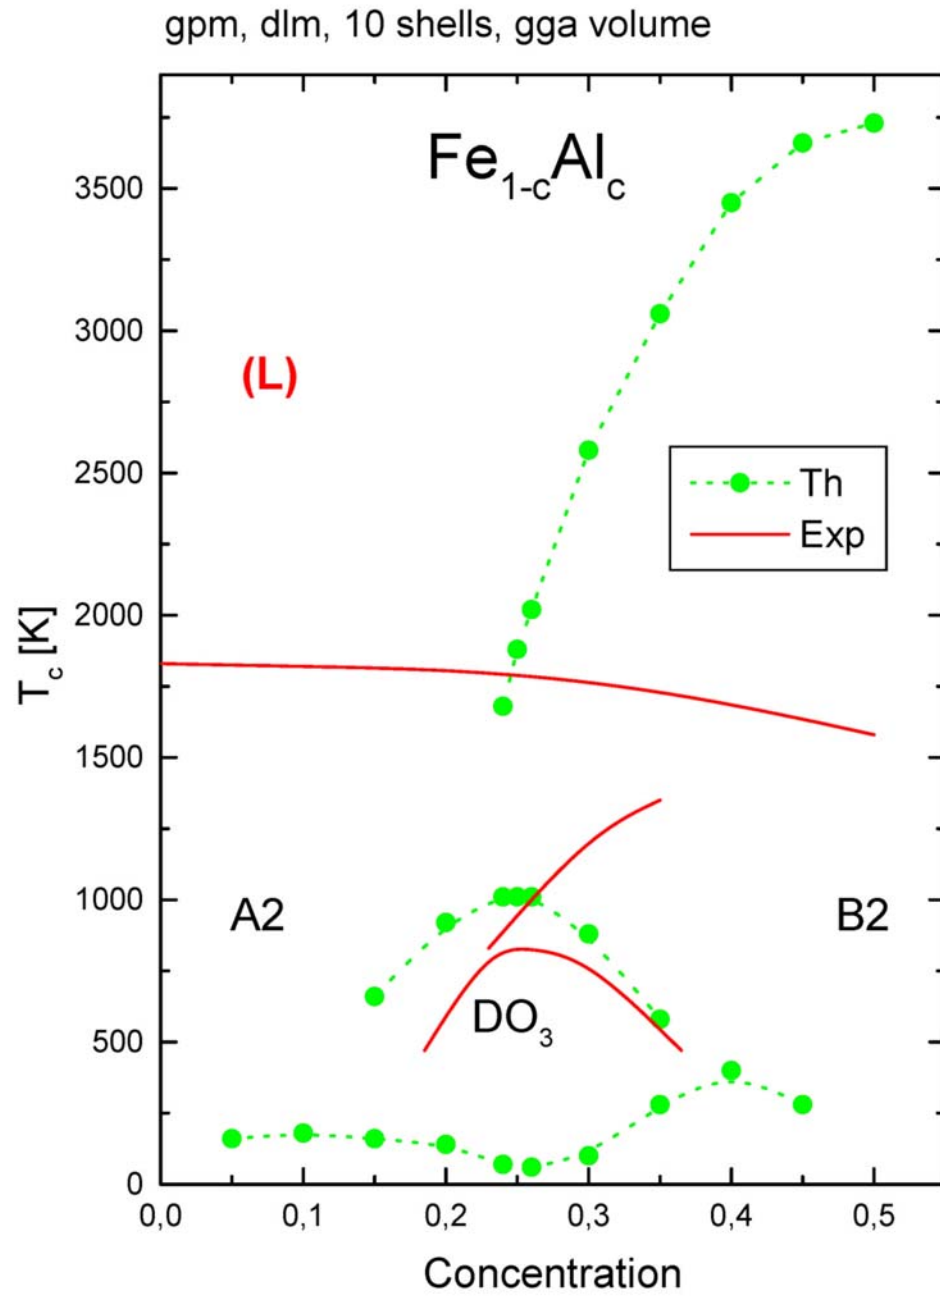 gpm, dlm, 10 shells, gga volume
Fe₁₋cAlc
(L)
Th
Exp
A2
B2
DO₃
3500
3000
2500
2000
1500
1000
500
0
Tc [K]
0,0 0,1 0,2 0,3 0,4 0,5
Concentration